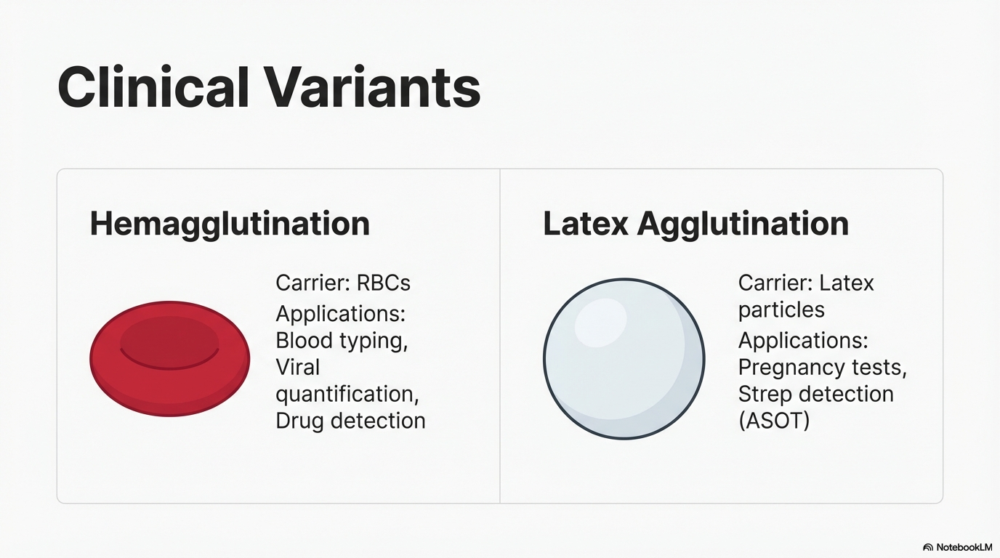 Clinical Variants
Hemagglutination
Carrier: RBCs
Applications:
Blood typing,
Viral
quantification,
Drug detection
Latex Agglutination
Carrier: Latex
particles
Applications:
Pregnancy tests,
Strep detection
(ASOT)
NotebookLM